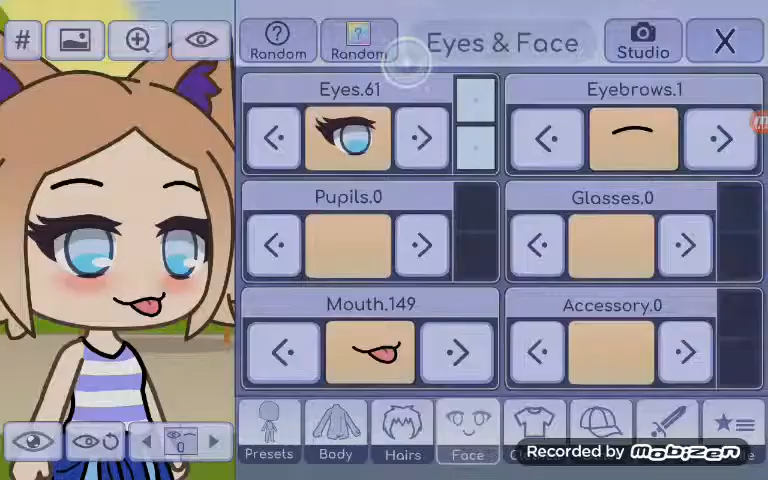 #
? Random
? Random
Eyes & Face
Studio
X
Eyes.61
Eyebrows.1
Pupils.0
Glasses.0
Mouth.149
Accessory.0
0
Presets
Body
Hairs
Face
Recorded by mobizen